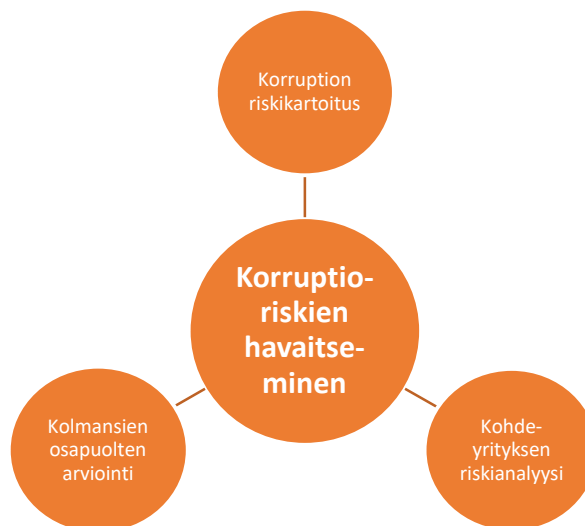 Korruption
riskikartoitus
Korruptio-
riskien
havaitse-
minen
Kolmansien
osapuolten
arviointi
Kohde-
yrityksen
riskianalyysi